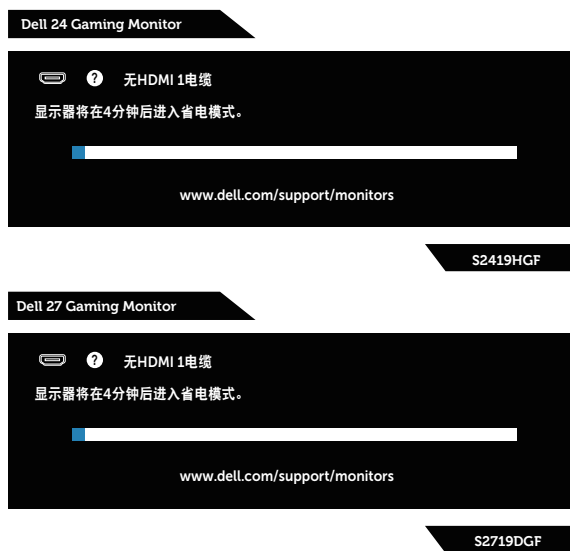 Dell 24 Gaming Monitor
? 无HDMI 1电缆
显示器将在4分钟后进入省电模式。
www.dell.com/support/monitors
S2419HGF
Dell 27 Gaming Monitor
? 无HDMI 1电缆
显示器将在4分钟后进入省电模式。
www.dell.com/support/monitors
S2719DGF